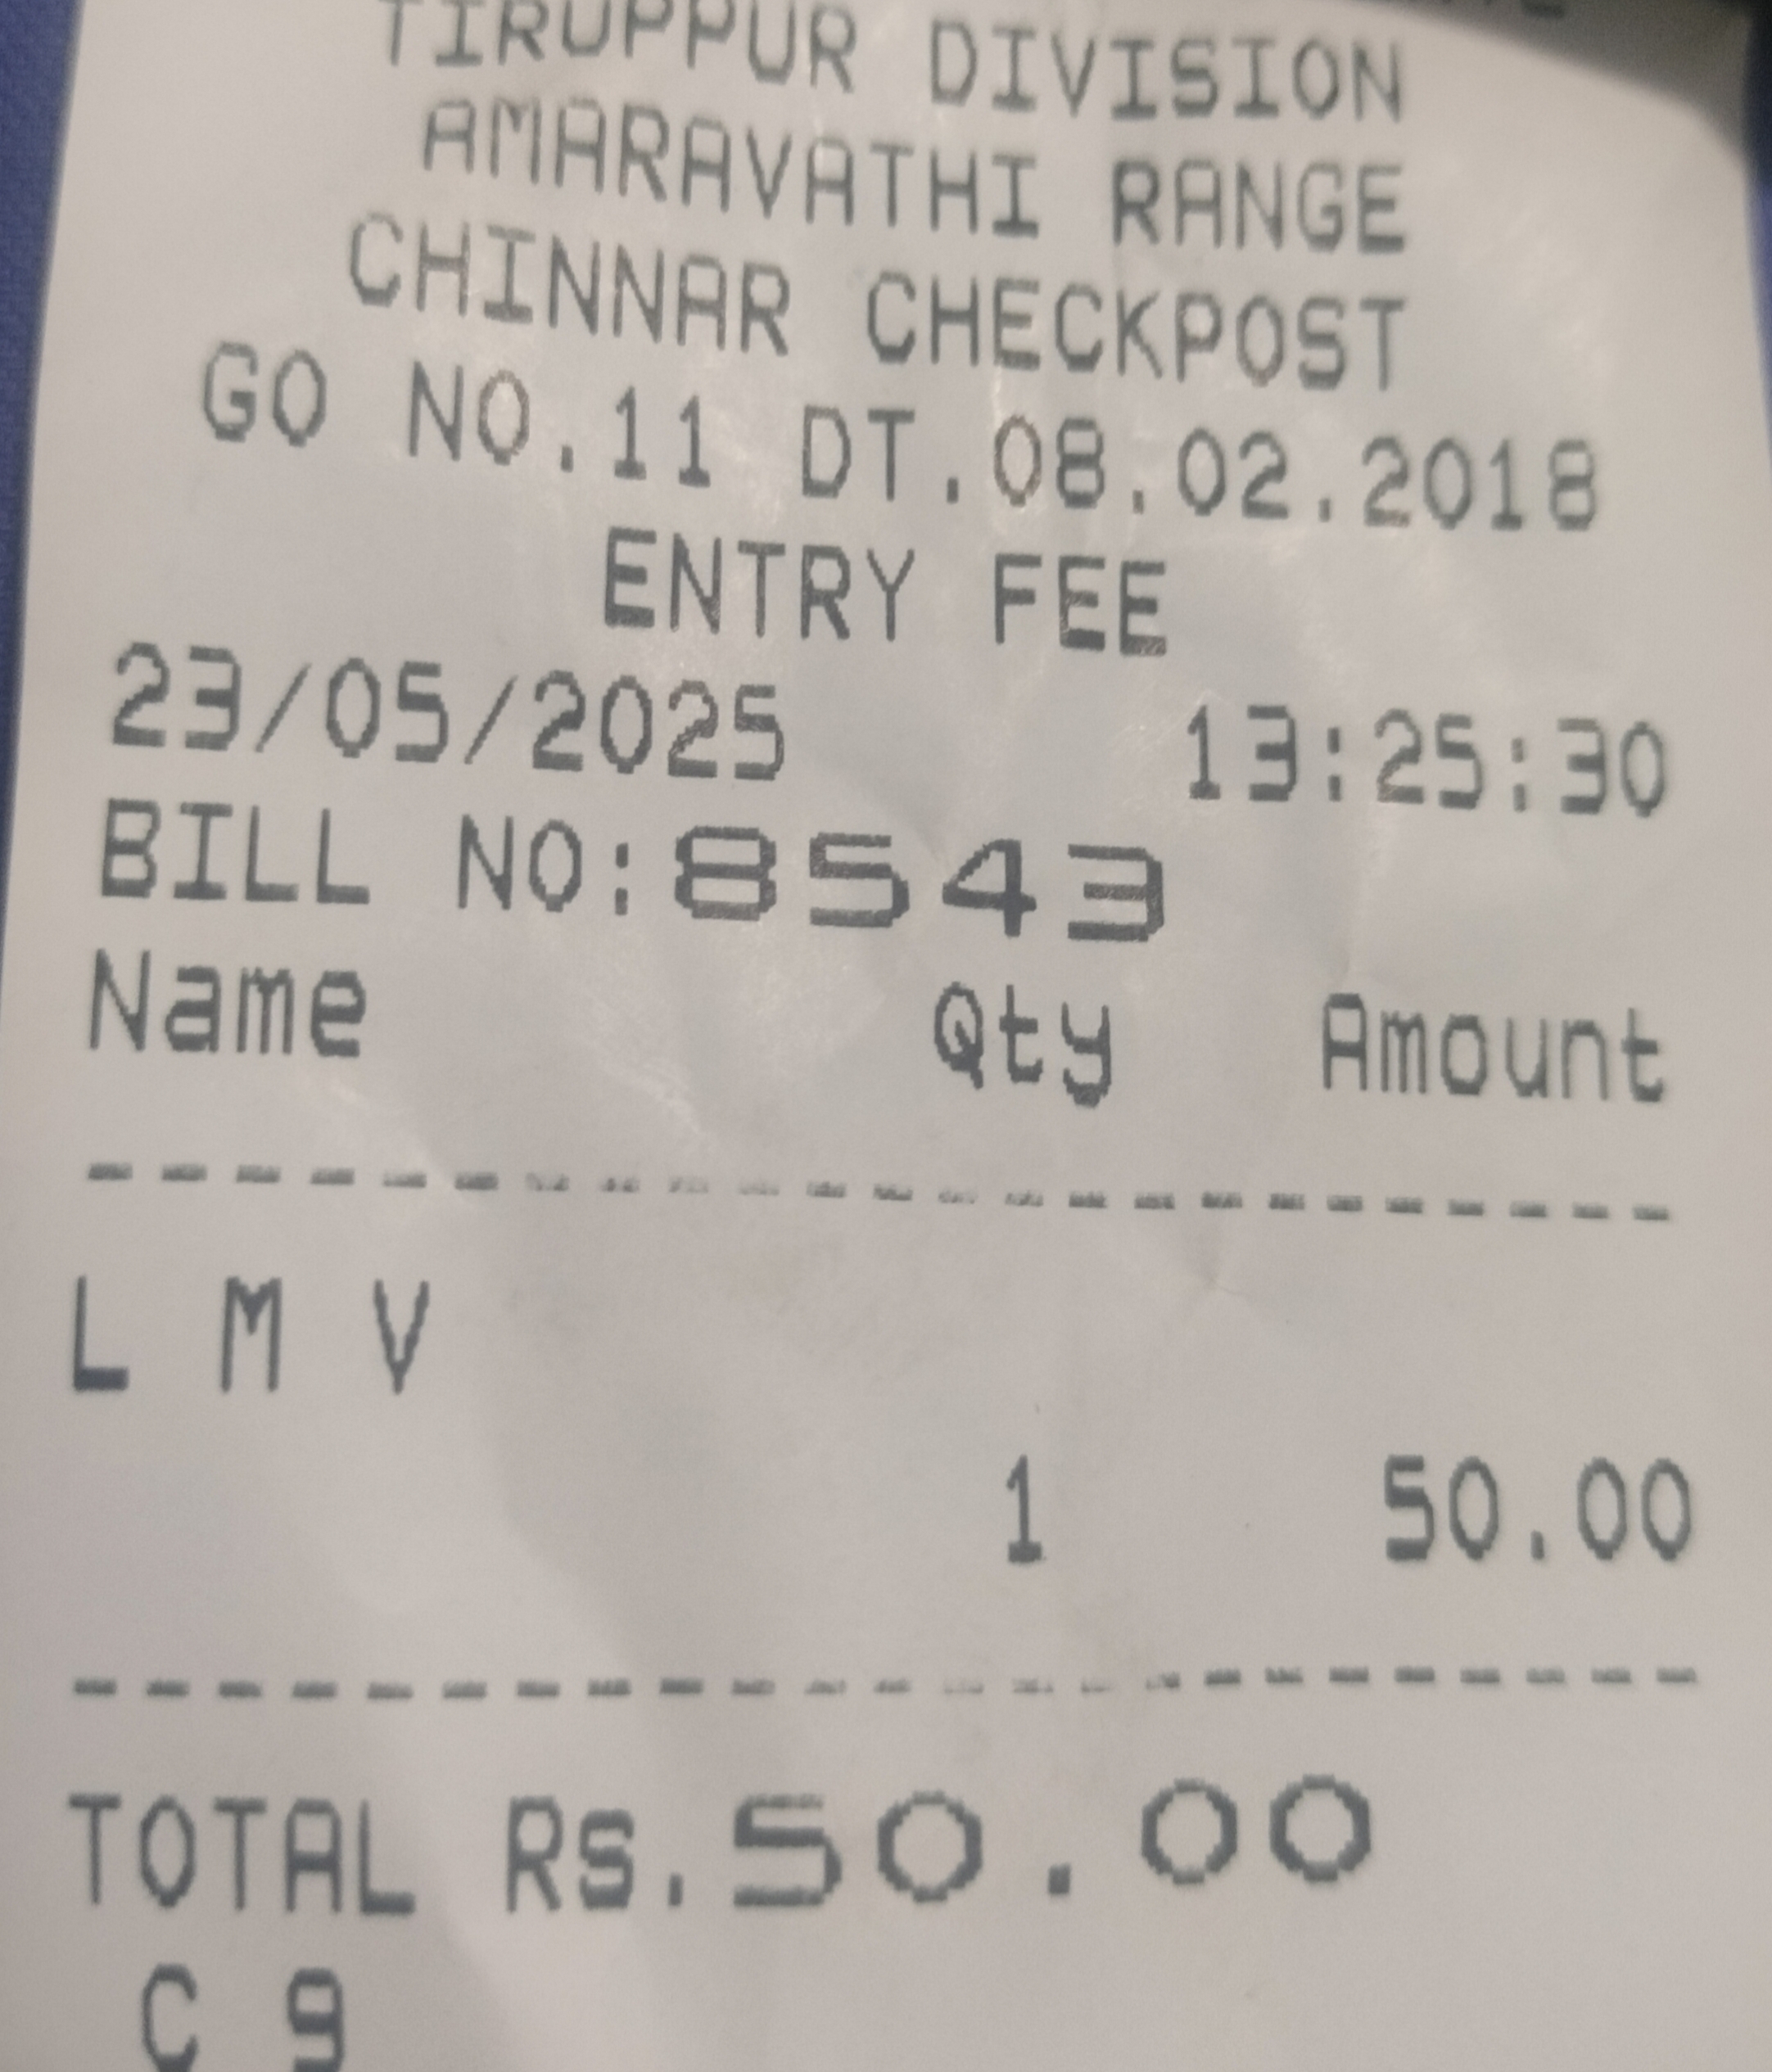 TIRUPPUR DIVISION
AMARAVATHI RANGE
CHINNAR CHECKPOST
GO NO.11 DT.08.02.2018
ENTRY FEE
23/05/2025 13:25:30
BILL NO:8543
Name Qty Amount
L M V
1 50.00
TOTAL Rs.50.00
C 9